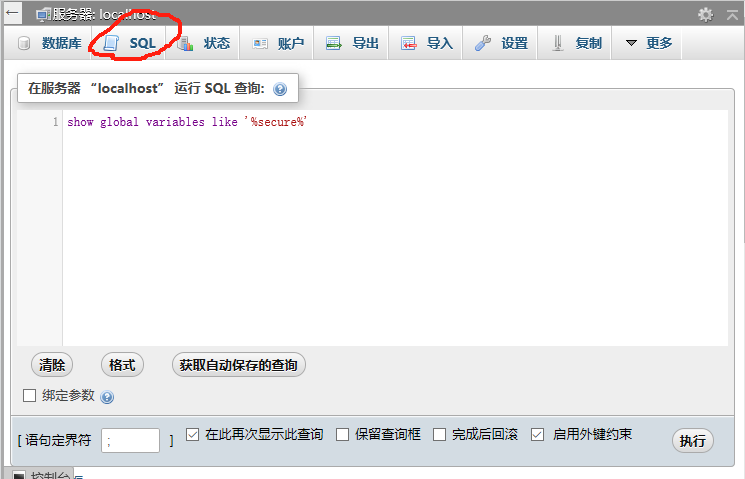 服务器: localhost
数据库 SQL 状态 账户 导出 导入 设置 复制 更多
在服务器 “localhost” 运行 SQL 查询:
1 show global variables like '%secure%'
清除 格式 获取自动保存的查询
绑定参数
[ 语句定界符 ; ] 在此再次显示此查询 保留查询框 完成后回滚 启用外键约束 执行
控制台